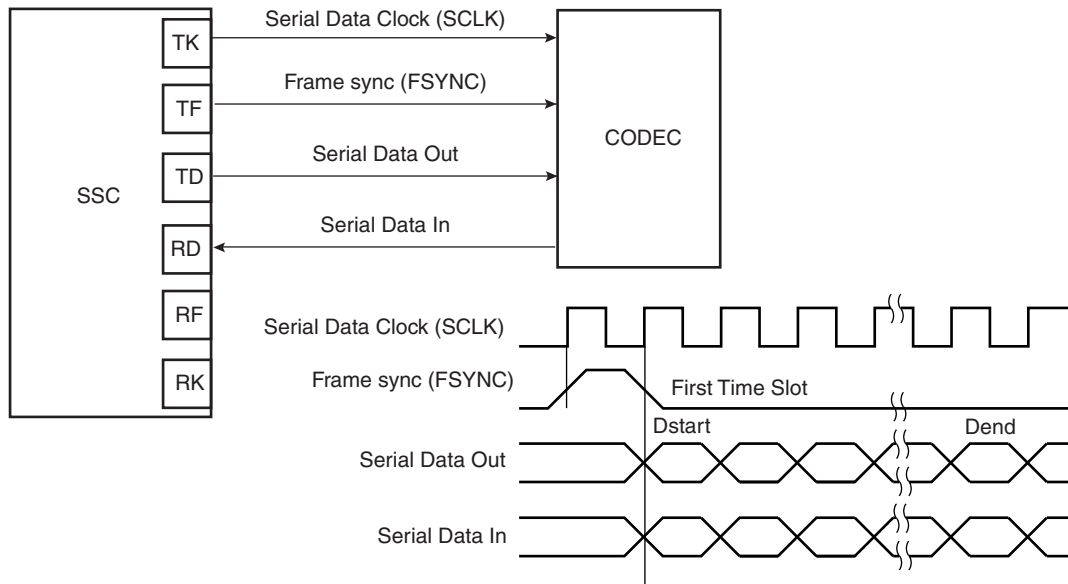 SSC
TK
TF
TD
RD
RF
RK
Serial Data Clock (SCLK)
Frame sync (FSYNC)
Serial Data Out
Serial Data In
CODEC
Serial Data Clock (SCLK)
Frame sync (FSYNC)
First Time Slot
Dstart
Dend
Serial Data Out
Serial Data In